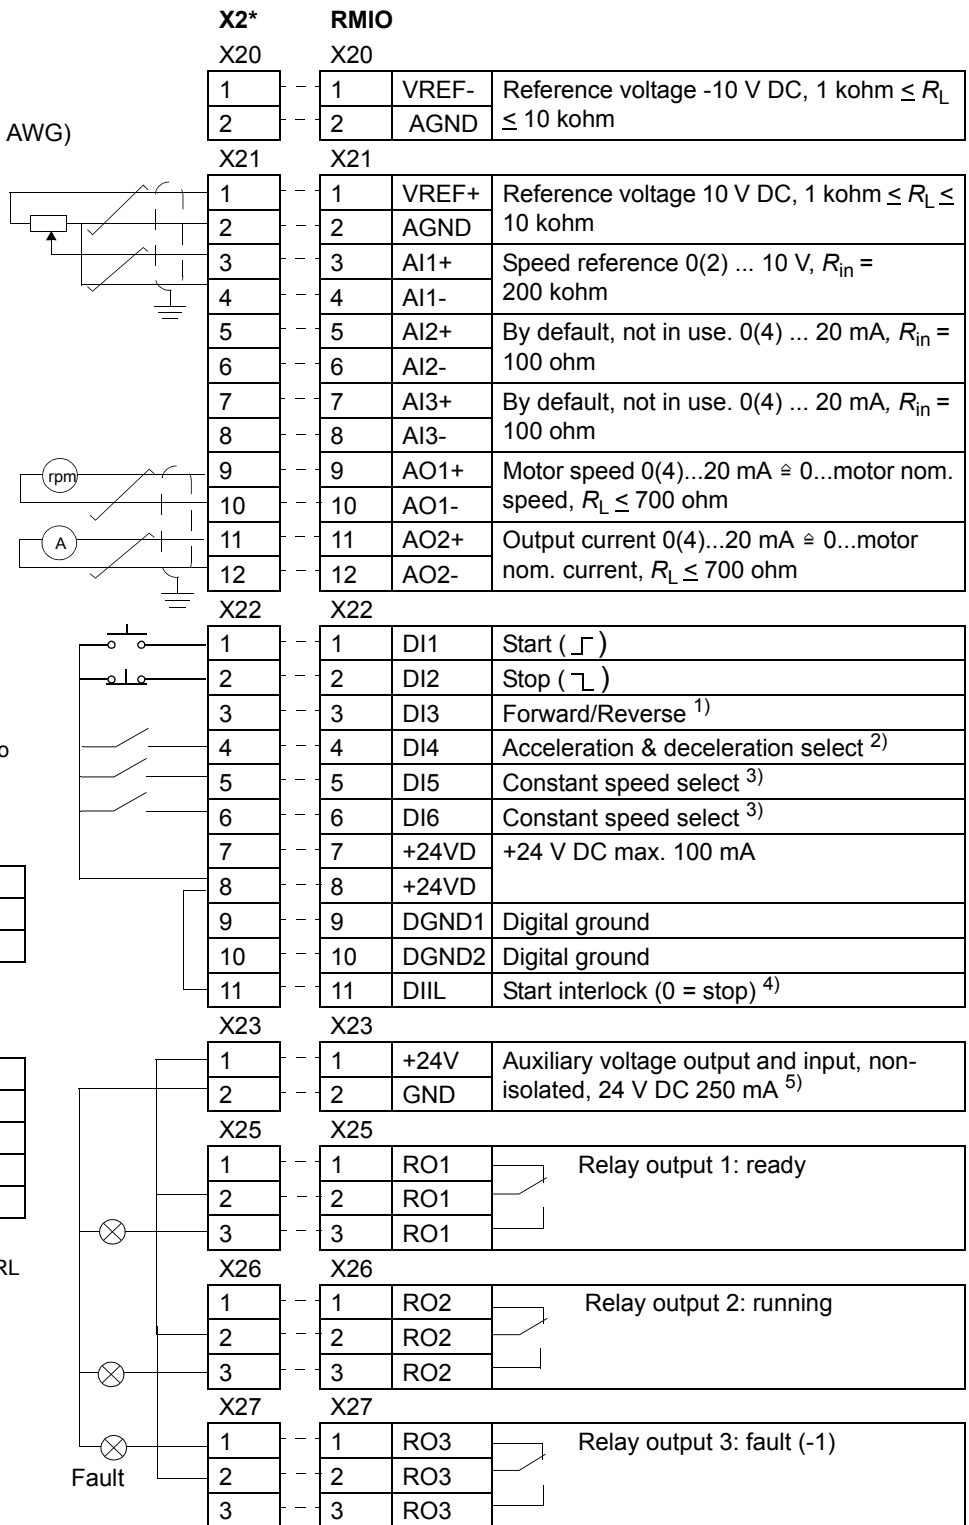 X2* RMIO
X20 X20
1 1 VREF- Reference voltage -10 V DC, 1 kohm ≤ RL
2 2 AGND ≤ 10 kohm
AWG)
X21 X21
1 1 VREF+ Reference voltage 10 V DC, 1 kohm ≤ RL ≤
2 2 AGND 10 kohm
3 3 AI1+ Speed reference 0(2) ... 10 V, Rin =
4 4 AI1- 200 kohm
5 5 AI2+ By default, not in use. 0(4) ... 20 mA, Rin =
6 6 AI2- 100 ohm
7 7 AI3+ By default, not in use. 0(4) ... 20 mA, Rin =
8 8 AI3- 100 ohm
rpm 9 9 AO1+ Motor speed 0(4)...20 mA ≙ 0...motor nom.
10 10 AO1- speed, RL ≤ 700 ohm
A 11 11 AO2+ Output current 0(4)...20 mA ≙ 0...motor
12 12 AO2- nom. current, RL ≤ 700 ohm
X22 X22
1 1 DI1 Start ( )
2 2 DI2 Stop ( )
3 3 DI3 Forward/Reverse 1)
o 4 4 DI4 Acceleration & deceleration select 2)
5 5 DI5 Constant speed select 3)
6 6 DI6 Constant speed select 3)
7 7 +24VD +24 V DC max. 100 mA
8 8 +24VD
9 9 DGND1 Digital ground
10 10 DGND2 Digital ground
11 11 DIIL Start interlock (0 = stop) 4)
X23 X23
1 1 +24V Auxiliary voltage output and input, non-
2 2 GND isolated, 24 V DC 250 mA 5)
X25 X25
1 1 RO1 Relay output 1: ready
2 2 RO1
3 3 RO1
RL X26 X26
1 1 RO2 Relay output 2: running
2 2 RO2
3 3 RO2
X27 X27
1 1 RO3 Relay output 3: fault (-1)
Fault 2 2 RO3
3 3 RO3